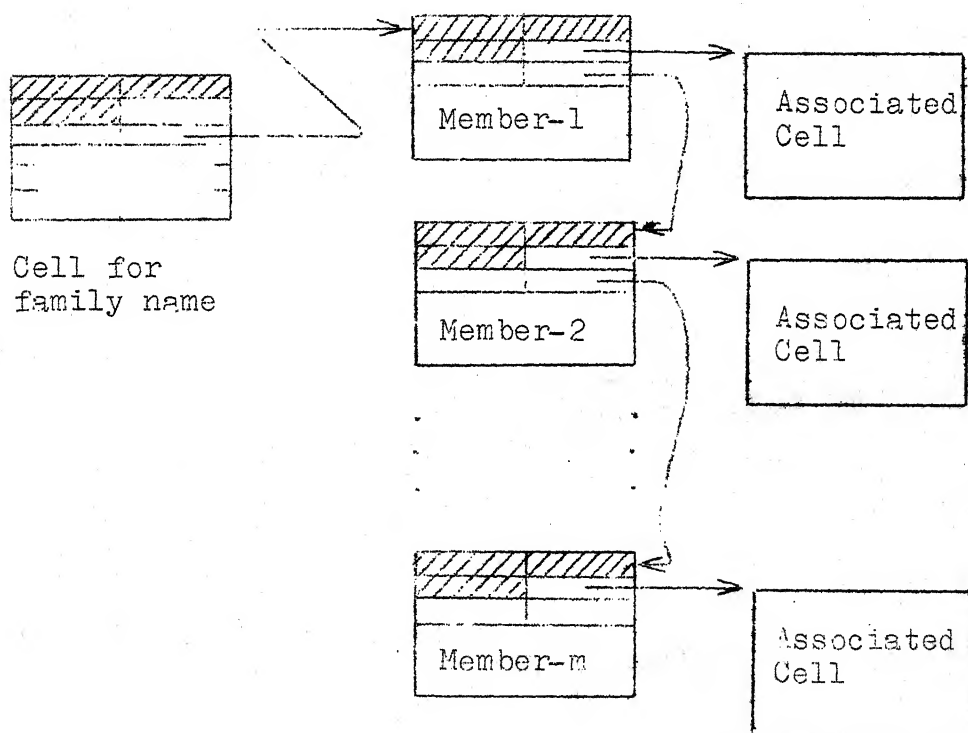 Member-1
Associated
Cell
Cell for
family name
Member-2
Associated
Cell
Member-m
Associated
Cell